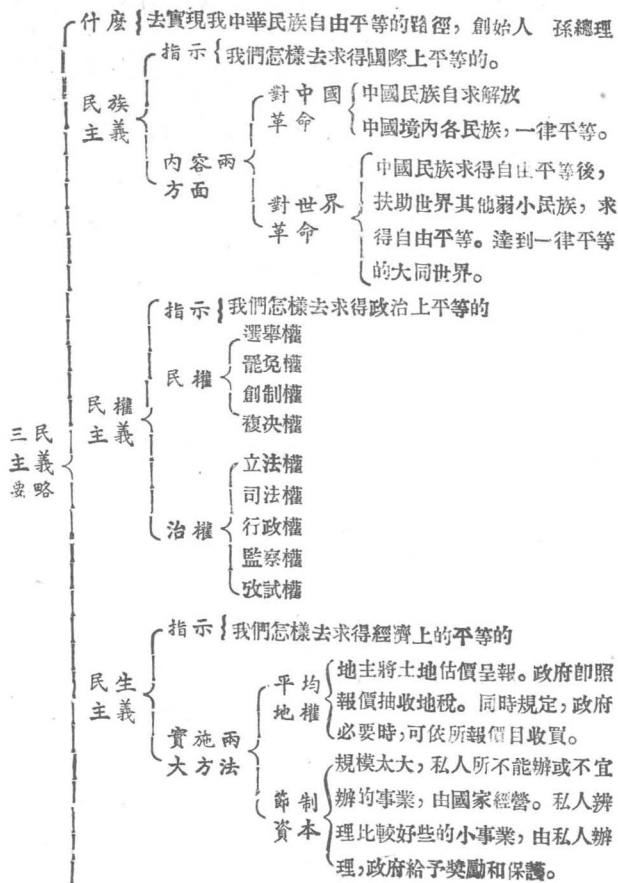 什麽 去實現我中華民族自由平等的路徑，創始人　孫總理
指示 我們怎樣去求得國際上平等的。
民族
主義
對中國
革命
中國民族自求解放
中國境內各民族，一律平等。
內容兩
方面
對世界
革命
中國民族求得自由平等後，
扶助世界其他弱小民族，求
得自由平等。達到一律平等
的大同世界。
指示 我們怎樣去求得政治上平等的
民權
選舉權
罷免權
創制權
複决權
民權
主義
三民
主義
要略
治權
立法權
司法權
行政權
監察權
攷試權
指示 我們怎樣去求得經濟上的平等的
民生
主義
平均
地權
地主將土地估價呈報。政府卽照
報價抽收地稅。同時規定，政府
必要時，可依所報價目收買。
實施兩
大方法
節制
資本
規模太大，私人所不能辦或不宜
辦的事業，由國家經營。私人辨
理比較好些的小事業，由私人辦
理，政府給予奬勵和保護。